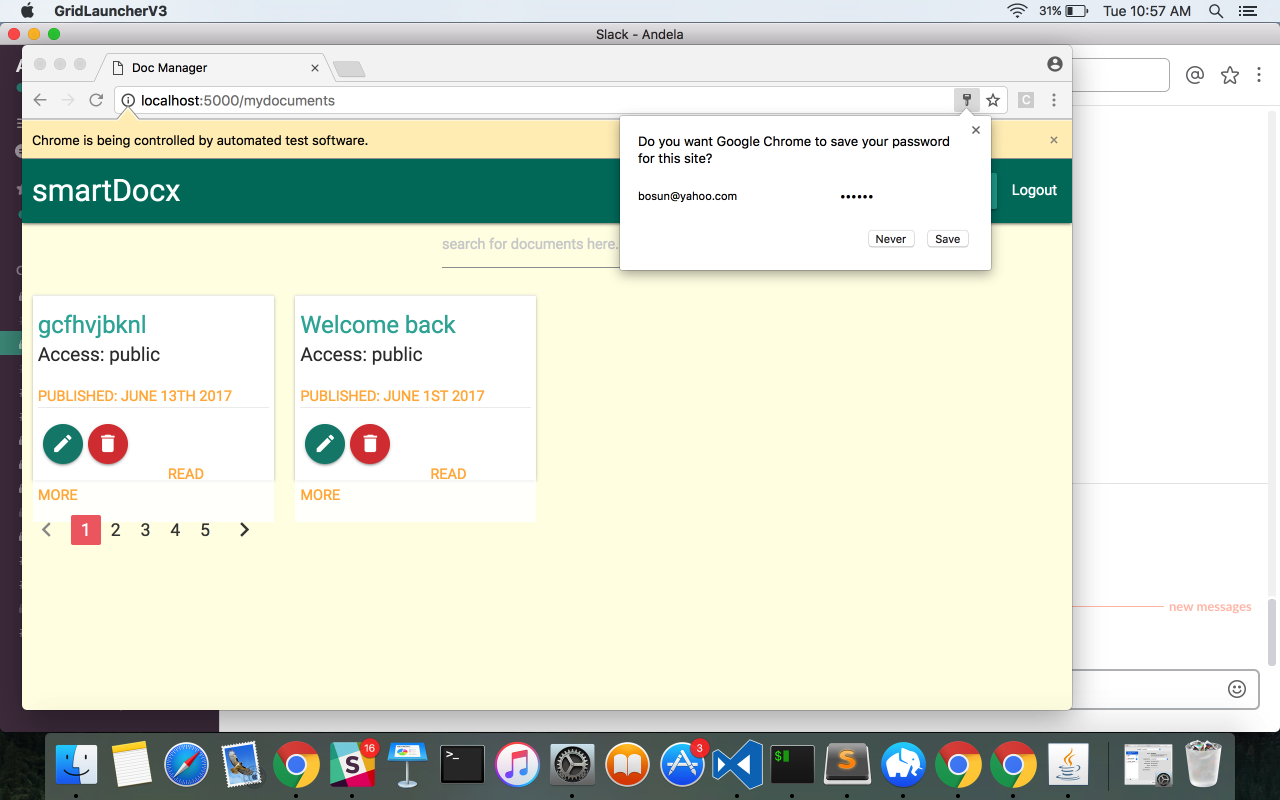 GridLauncherV3
31%
Tue 10:57 AM
Slack - Andela
Doc Manager
localhost:5000/mydocuments
Chrome is being controlled by automated test software.
Do you want Google Chrome to save your password
for this site?
bosun@yahoo.com
••••••
Never
Save
smartDocx
Logout
search for documents here.
gcfhvjbknl
Access: public
PUBLISHED: JUNE 13TH 2017
READ
MORE
Welcome back
Access: public
PUBLISHED: JUNE 1ST 2017
READ
MORE
1 2 3 4 5
new messages
16
3